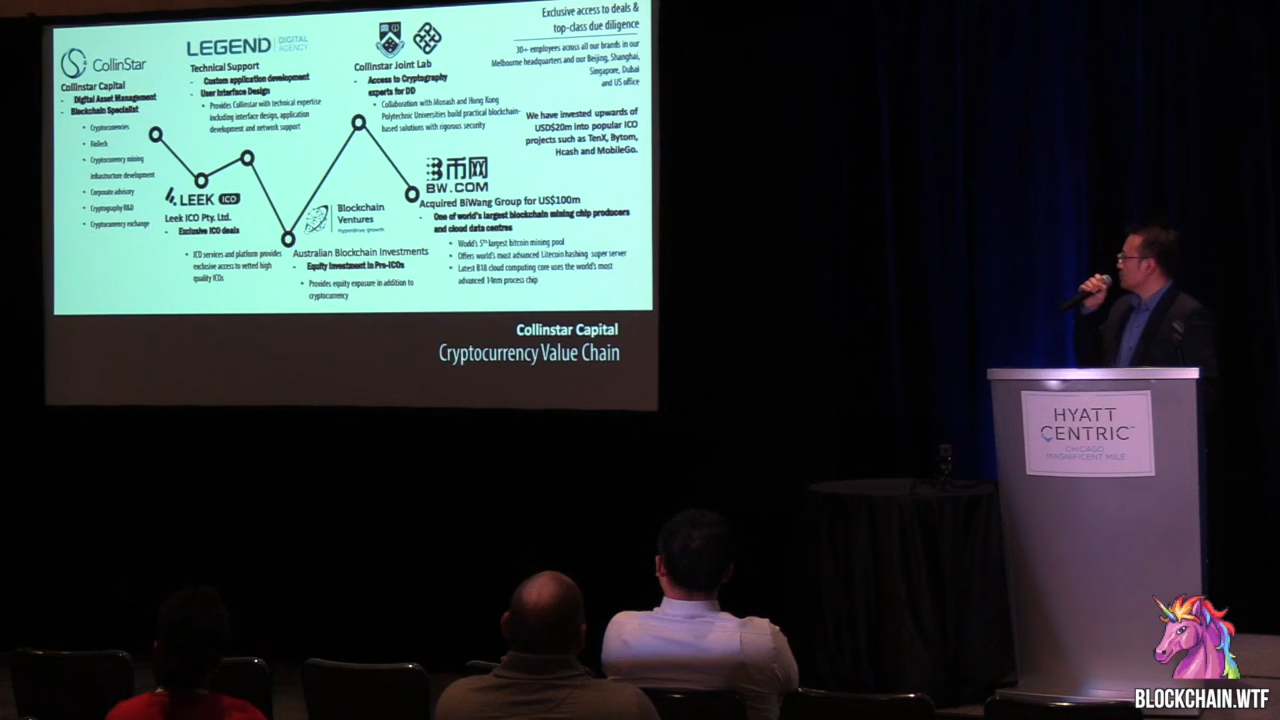 CollinStar
Collinstar Capital
- Digital Asset Management
- Blockchain Specialist
• Cryptocurrencies
• FinTech
• Cryptocurrency mining
infrastructure development
• Corporate advisory
• Cryptography R&D
• Cryptocurrency exchange
LEEK ICO
Leek ICO Pty. Ltd.
- Exclusive ICO deals
• ICO services and platform provides
exclusive access to vetted high
quality ICOs
LEGEND DIGITAL
AGENCY
Technical Support
- Custom application development
- User Interface Design
• Provides Collinstar with technical expertise
including interface design, application
development and network support
Blockchain
Ventures
Hyperdrive growth
Australian Blockchain Investments
- Equity Investment in Pre-ICOs
• Provides equity exposure in addition to
cryptocurrency
Collinstar Joint Lab
- Access to Cryptography
experts for DD
• Collaboration with Monash and Hong Kong
Polytechnic Universities build practical blockchain-
based solutions with rigorous security
币网
BW.COM
Acquired BiWang Group for US$100m
- One of world's largest blockchain mining chip producers
and cloud data centres
• World's 5th largest bitcoin mining pool
• Offers world's most advanced Litecoin hashing super server
• Latest B18 cloud computing core uses the world's most
advanced 14nm process chip
Exclusive access to deals &
top-class due diligence
30+ employees across all our brands in our
Melbourne headquarters and our Beijing, Shanghai,
Singapore, Dubai
and US office
We have invested upwards of
USD$20m into popular ICO
projects such as TenX, Bytom,
Hcash and MobileGo.
Collinstar Capital
Cryptocurrency Value Chain
HYATT
CENTRIC™
CHICAGO
MAGNIFICENT MILE
BLOCKCHAIN.WTF